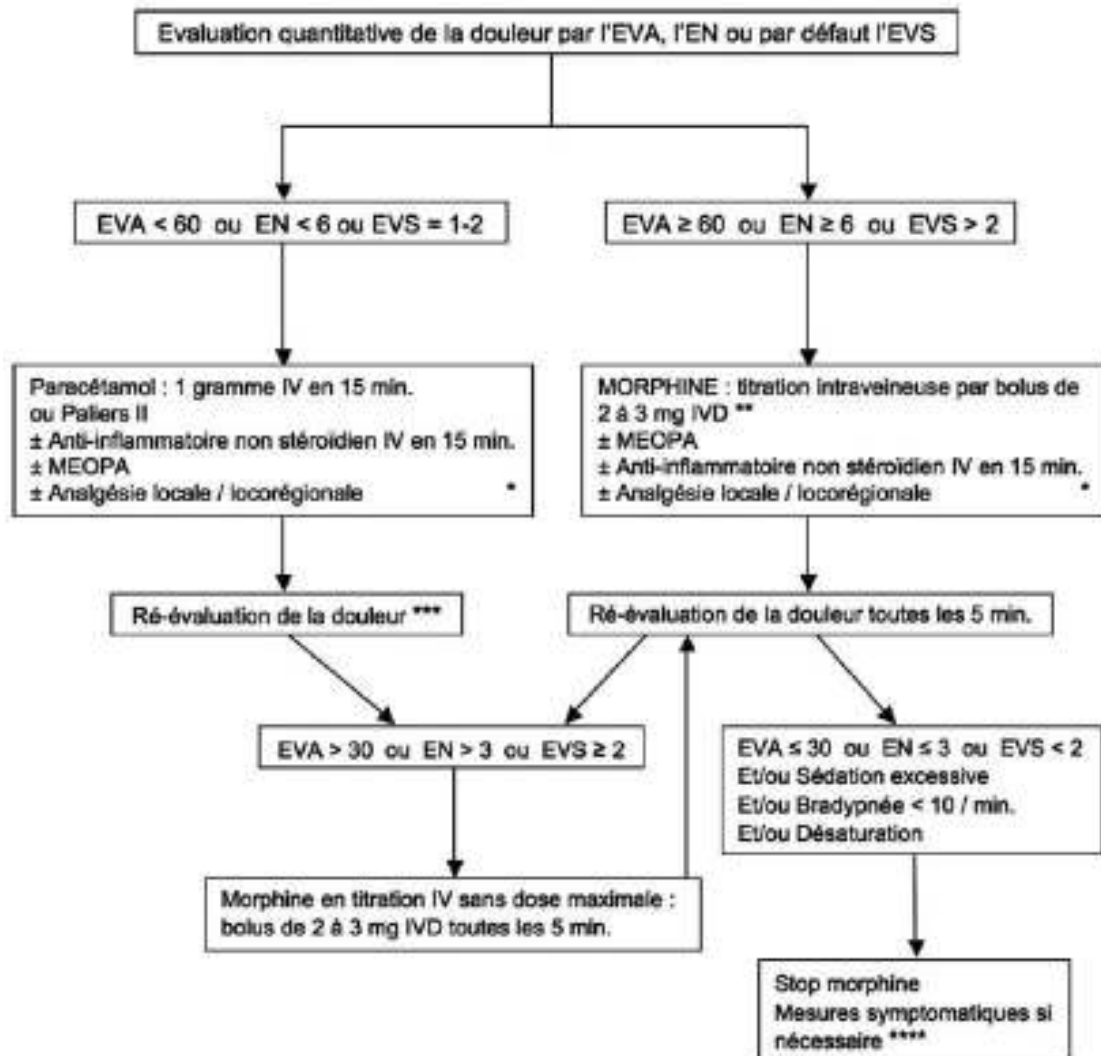 Evaluation quantitative de la douleur par l'EVA, l'EN ou par défaut l'EVS
EVA < 60 ou EN < 6 ou EVS = 1-2
EVA ≥ 60 ou EN ≥ 6 ou EVS > 2
Paracétamol : 1 gramme IV en 15 min.
ou Paliers II
± Anti-inflammatoire non stéroïdien IV en 15 min.
± MEOPA
± Analgésie locale / locorégionale *
MORPHINE : titration intraveineuse par bolus de
2 à 3 mg IVD **
± MEOPA
± Anti-inflammatoire non stéroïdien IV en 15 min.
± Analgésie locale / locorégionale *
Ré-évaluation de la douleur ***
Ré-évaluation de la douleur toutes les 5 min.
EVA > 30 ou EN > 3 ou EVS ≥ 2
EVA ≤ 30 ou EN ≤ 3 ou EVS < 2
Et/ou Sédation excessive
Et/ou Bradypnée < 10 / min.
Et/ou Désaturation
Morphine en titration IV sans dose maximale :
bolus de 2 à 3 mg IVD toutes les 5 min.
Stop morphine
Mesures symptomatiques si
nécessaire ****